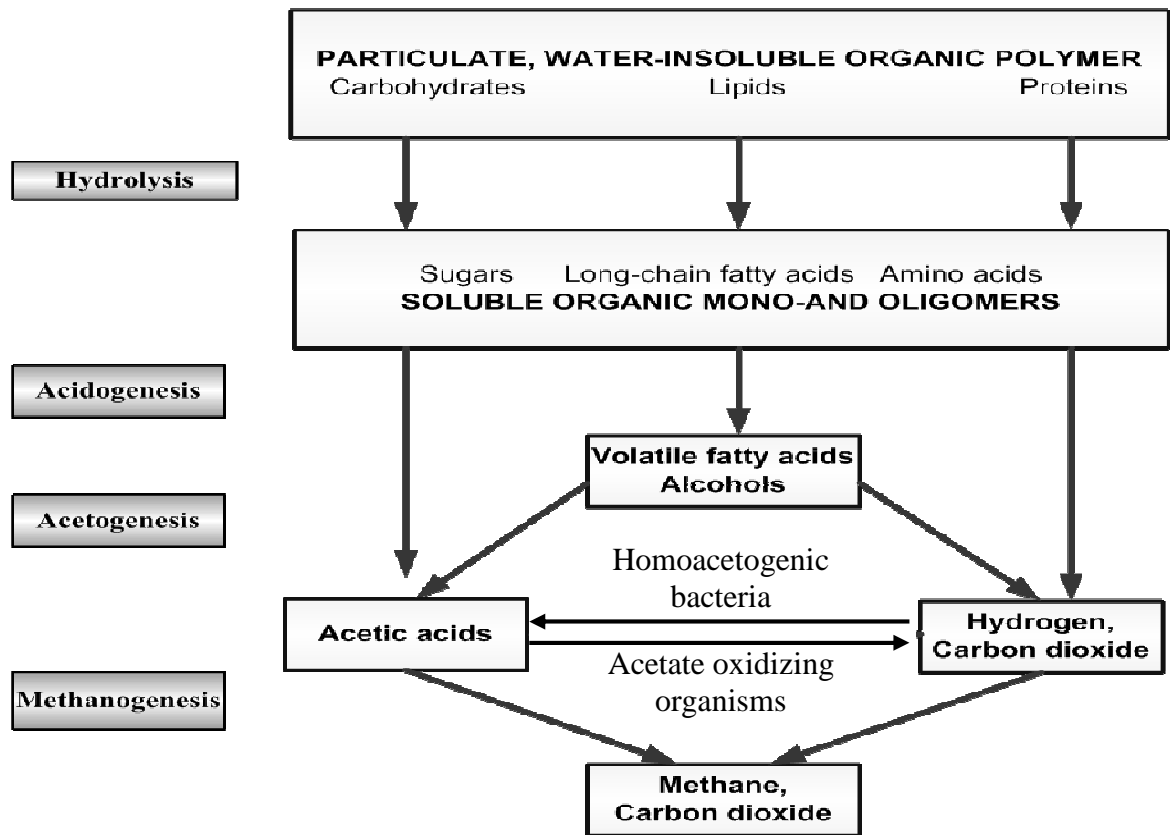 PARTICULATE, WATER-INSOLUBLE ORGANIC POLYMER
Carbohydrates Lipids Proteins
Hydrolysis
Sugars Long-chain fatty acids Amino acids
SOLUBLE ORGANIC MONO-AND OLIGOMERS
Acidogenesis
Volatile fatty acids
Alcohols
Acetogenesis
Homoacetogenic
bacteria
Acetic acids
Hydrogen,
Carbon dioxide
Acetate oxidizing
organisms
Methanogenesis
Methane,
Carbon dioxide